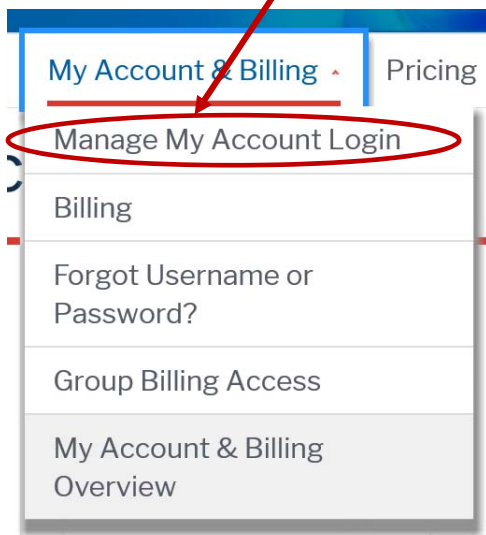 My Account & Billing Pricing
Manage My Account Login
Billing
Forgot Username or
Password?
Group Billing Access
My Account & Billing
Overview